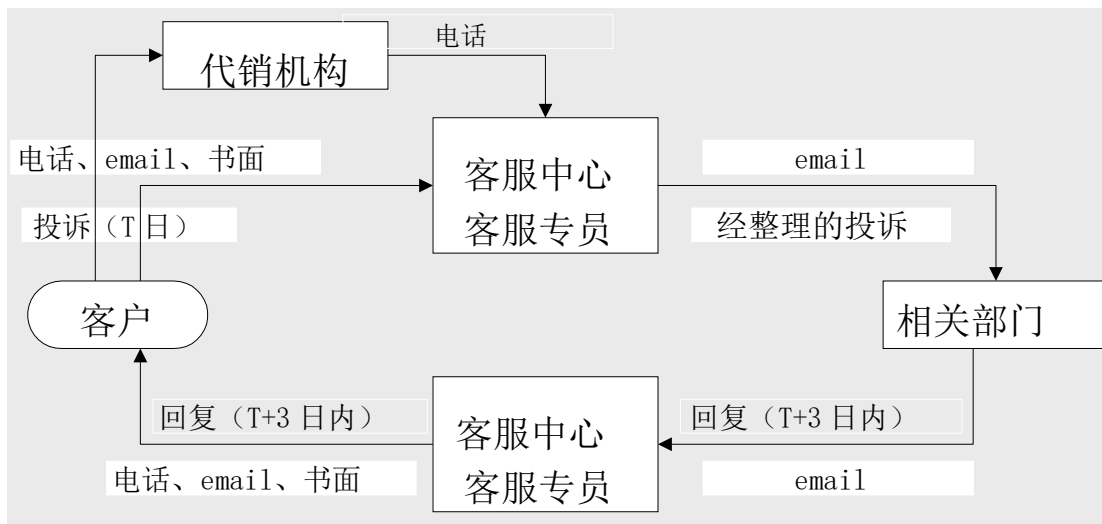 电话
代销机构
电话、email、书面
客服中心
客服专员
email
投诉（T日）
经整理的投诉
客户
相关部门
回复（T+3 日内）
客服中心
客服专员
回复（T+3 日内）
电话、email、书面
email